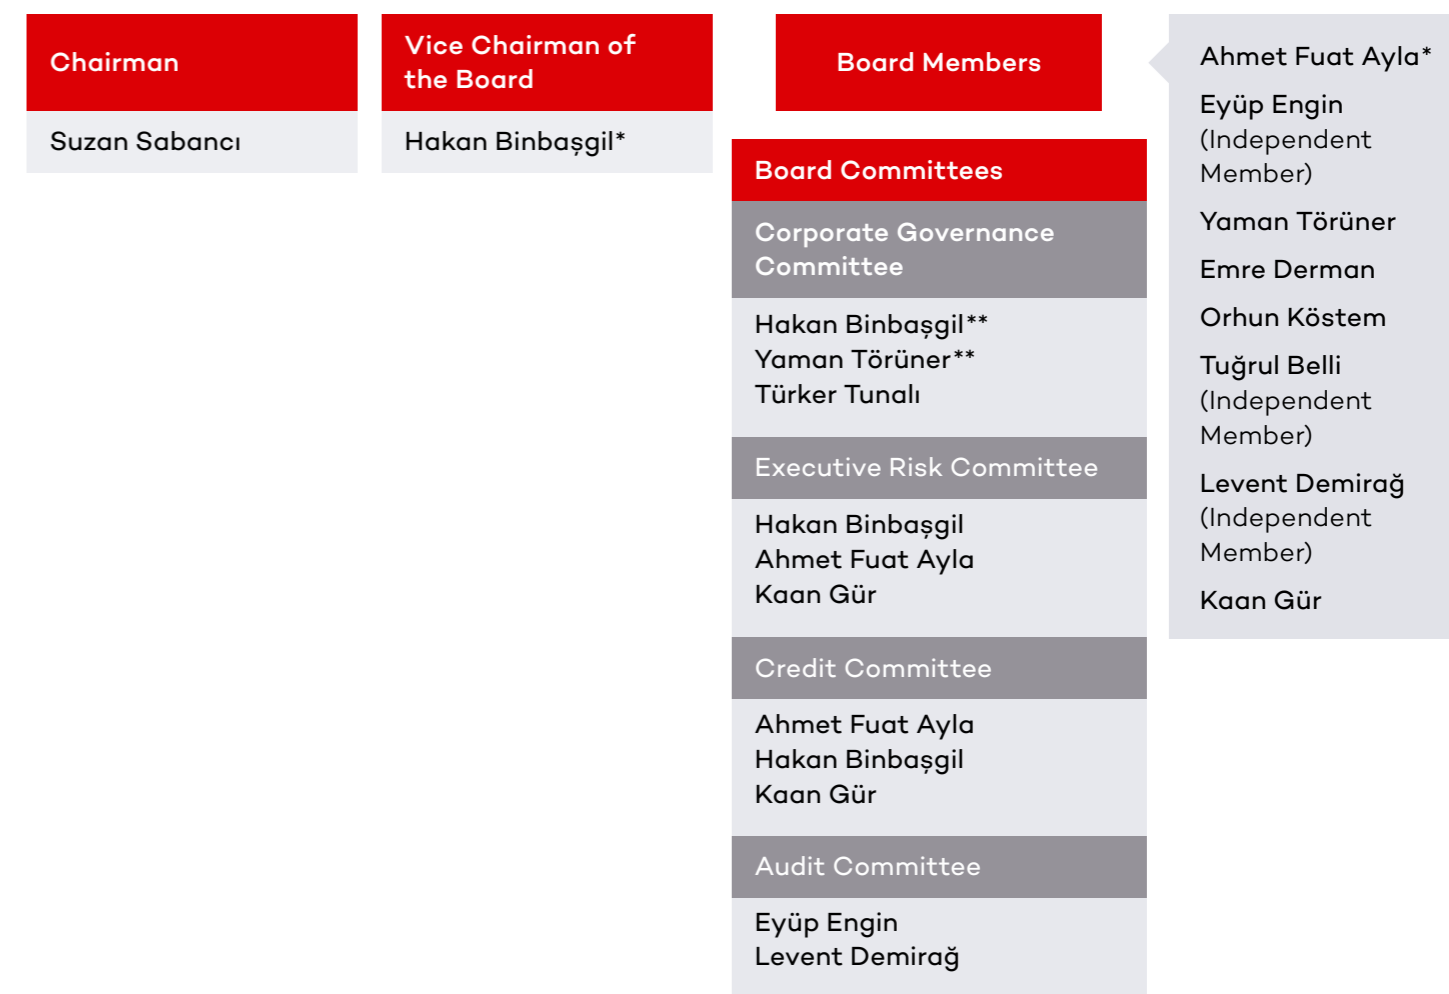 Chairman
Suzan Sabancı
Vice Chairman of
the Board
Hakan Binbaşgil*
Board Members
Ahmet Fuat Ayla*
Eyüp Engin
(Independent
Member)
Yaman Törüner
Emre Derman
Orhun Köstem
Tuğrul Belli
(Independent
Member)
Levent Demirağ
(Independent
Member)
Kaan Gür
Board Committees
Corporate Governance
Committee
Hakan Binbaşgil**
Yaman Törüner**
Türker Tunalı
Executive Risk Committee
Hakan Binbaşgil
Ahmet Fuat Ayla
Kaan Gür
Credit Committee
Ahmet Fuat Ayla
Hakan Binbaşgil
Kaan Gür
Audit Committee
Eyüp Engin
Levent Demirağ